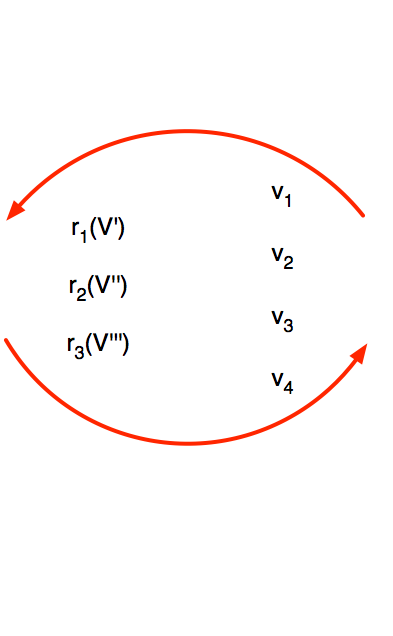 r₁(V')
r₂(V'')
r₃(V''')
v₁
v₂
v₃
v₄